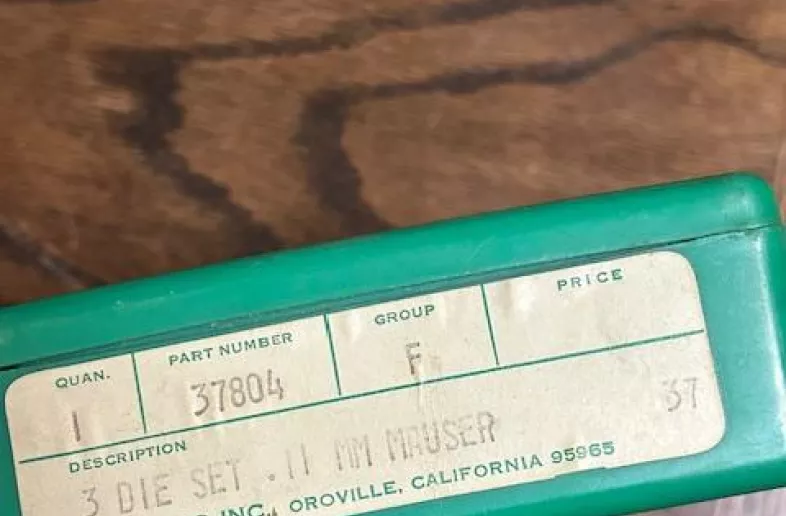 QUAN. PART NUMBER GROUP PRICE
1 37804 F
DESCRIPTION 37
3 DIE SET .11 MM MAUSER
INC., OROVILLE, CALIFORNIA 95965